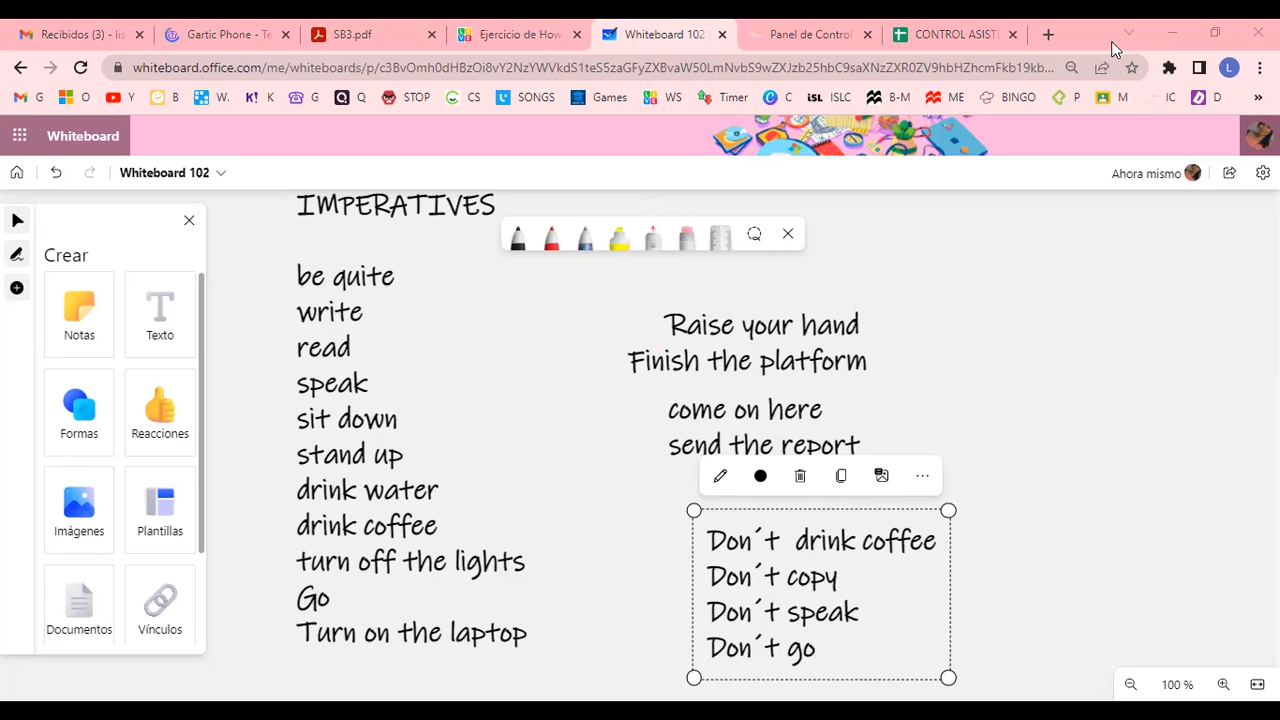 Recibidos (3) - lis
Gartic Phone - Te
SB3.pdf
Ejercicio de How
Whiteboard 102
Panel de Control
CONTROL ASIST
whiteboard.office.com/me/whiteboards/p/c3BvOmh0dHBzOi8vY2NzYWVkdS1teS5zaGFyZXBvaW50LmNvbS9wZXJzb25hbC9saXNzZXR0ZV9hbHZhcmFkb19kb...
G
O
Y
B
W.
K
G
Q
STOP
CS
SONGS
Games
WS
Timer
C
ISLC
B-M
ME
BINGO
P
M
IC
D
Whiteboard
Whiteboard 102
Ahora mismo
Crear
Notas
Texto
Formas
Reacciones
Imágenes
Plantillas
Documentos
Vínculos
IMPERATIVES
be quite
write
read
speak
sit down
stand up
drink water
drink coffee
turn off the lights
Go
Turn on the laptop
Raise your hand
Finish the platform
come on here
send the report
Don´t  drink coffee
Don´t copy
Don´t speak
Don´t go
100 %